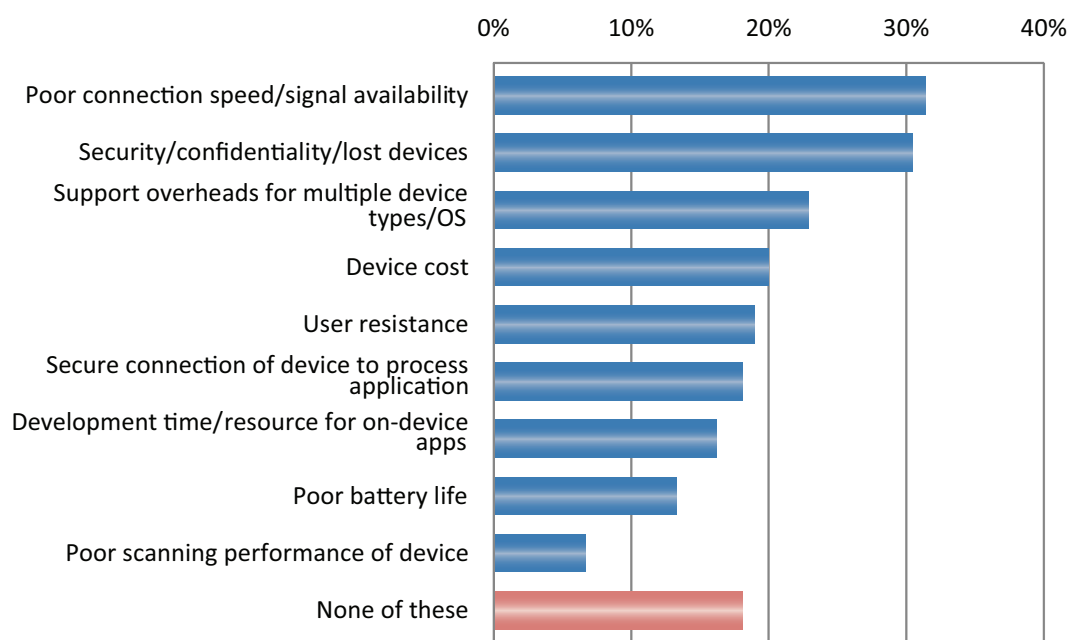 0% 10% 20% 30% 40%
Poor connection speed/signal availability
Security/confidentiality/lost devices
Support overheads for multiple device
types/OS
Device cost
User resistance
Secure connection of device to process
application
Development time/resource for on-device
apps
Poor battery life
Poor scanning performance of device
None of these